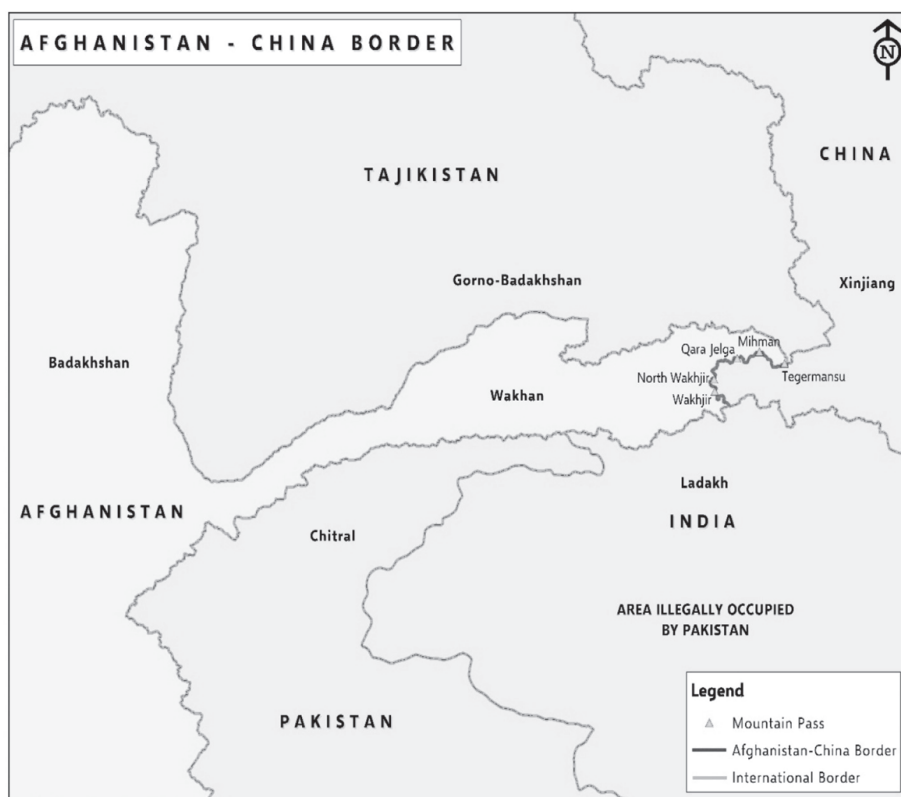 AFGHANISTAN - CHINA BORDER
N
CHINA
TAJIKISTAN
Gorno-Badakhshan
Xinjiang
Mihman
Qara Jelga
Badakhshan
Tegermansu
North Wakhjir
Wakhan
Wakhjir
Ladakh
AFGHANISTAN
INDIA
Chitral
AREA ILLEGALLY OCCUPIED
BY PAKISTAN
Legend
PAKISTAN
Mountain Pass
Afghanistan-China Border
International Border